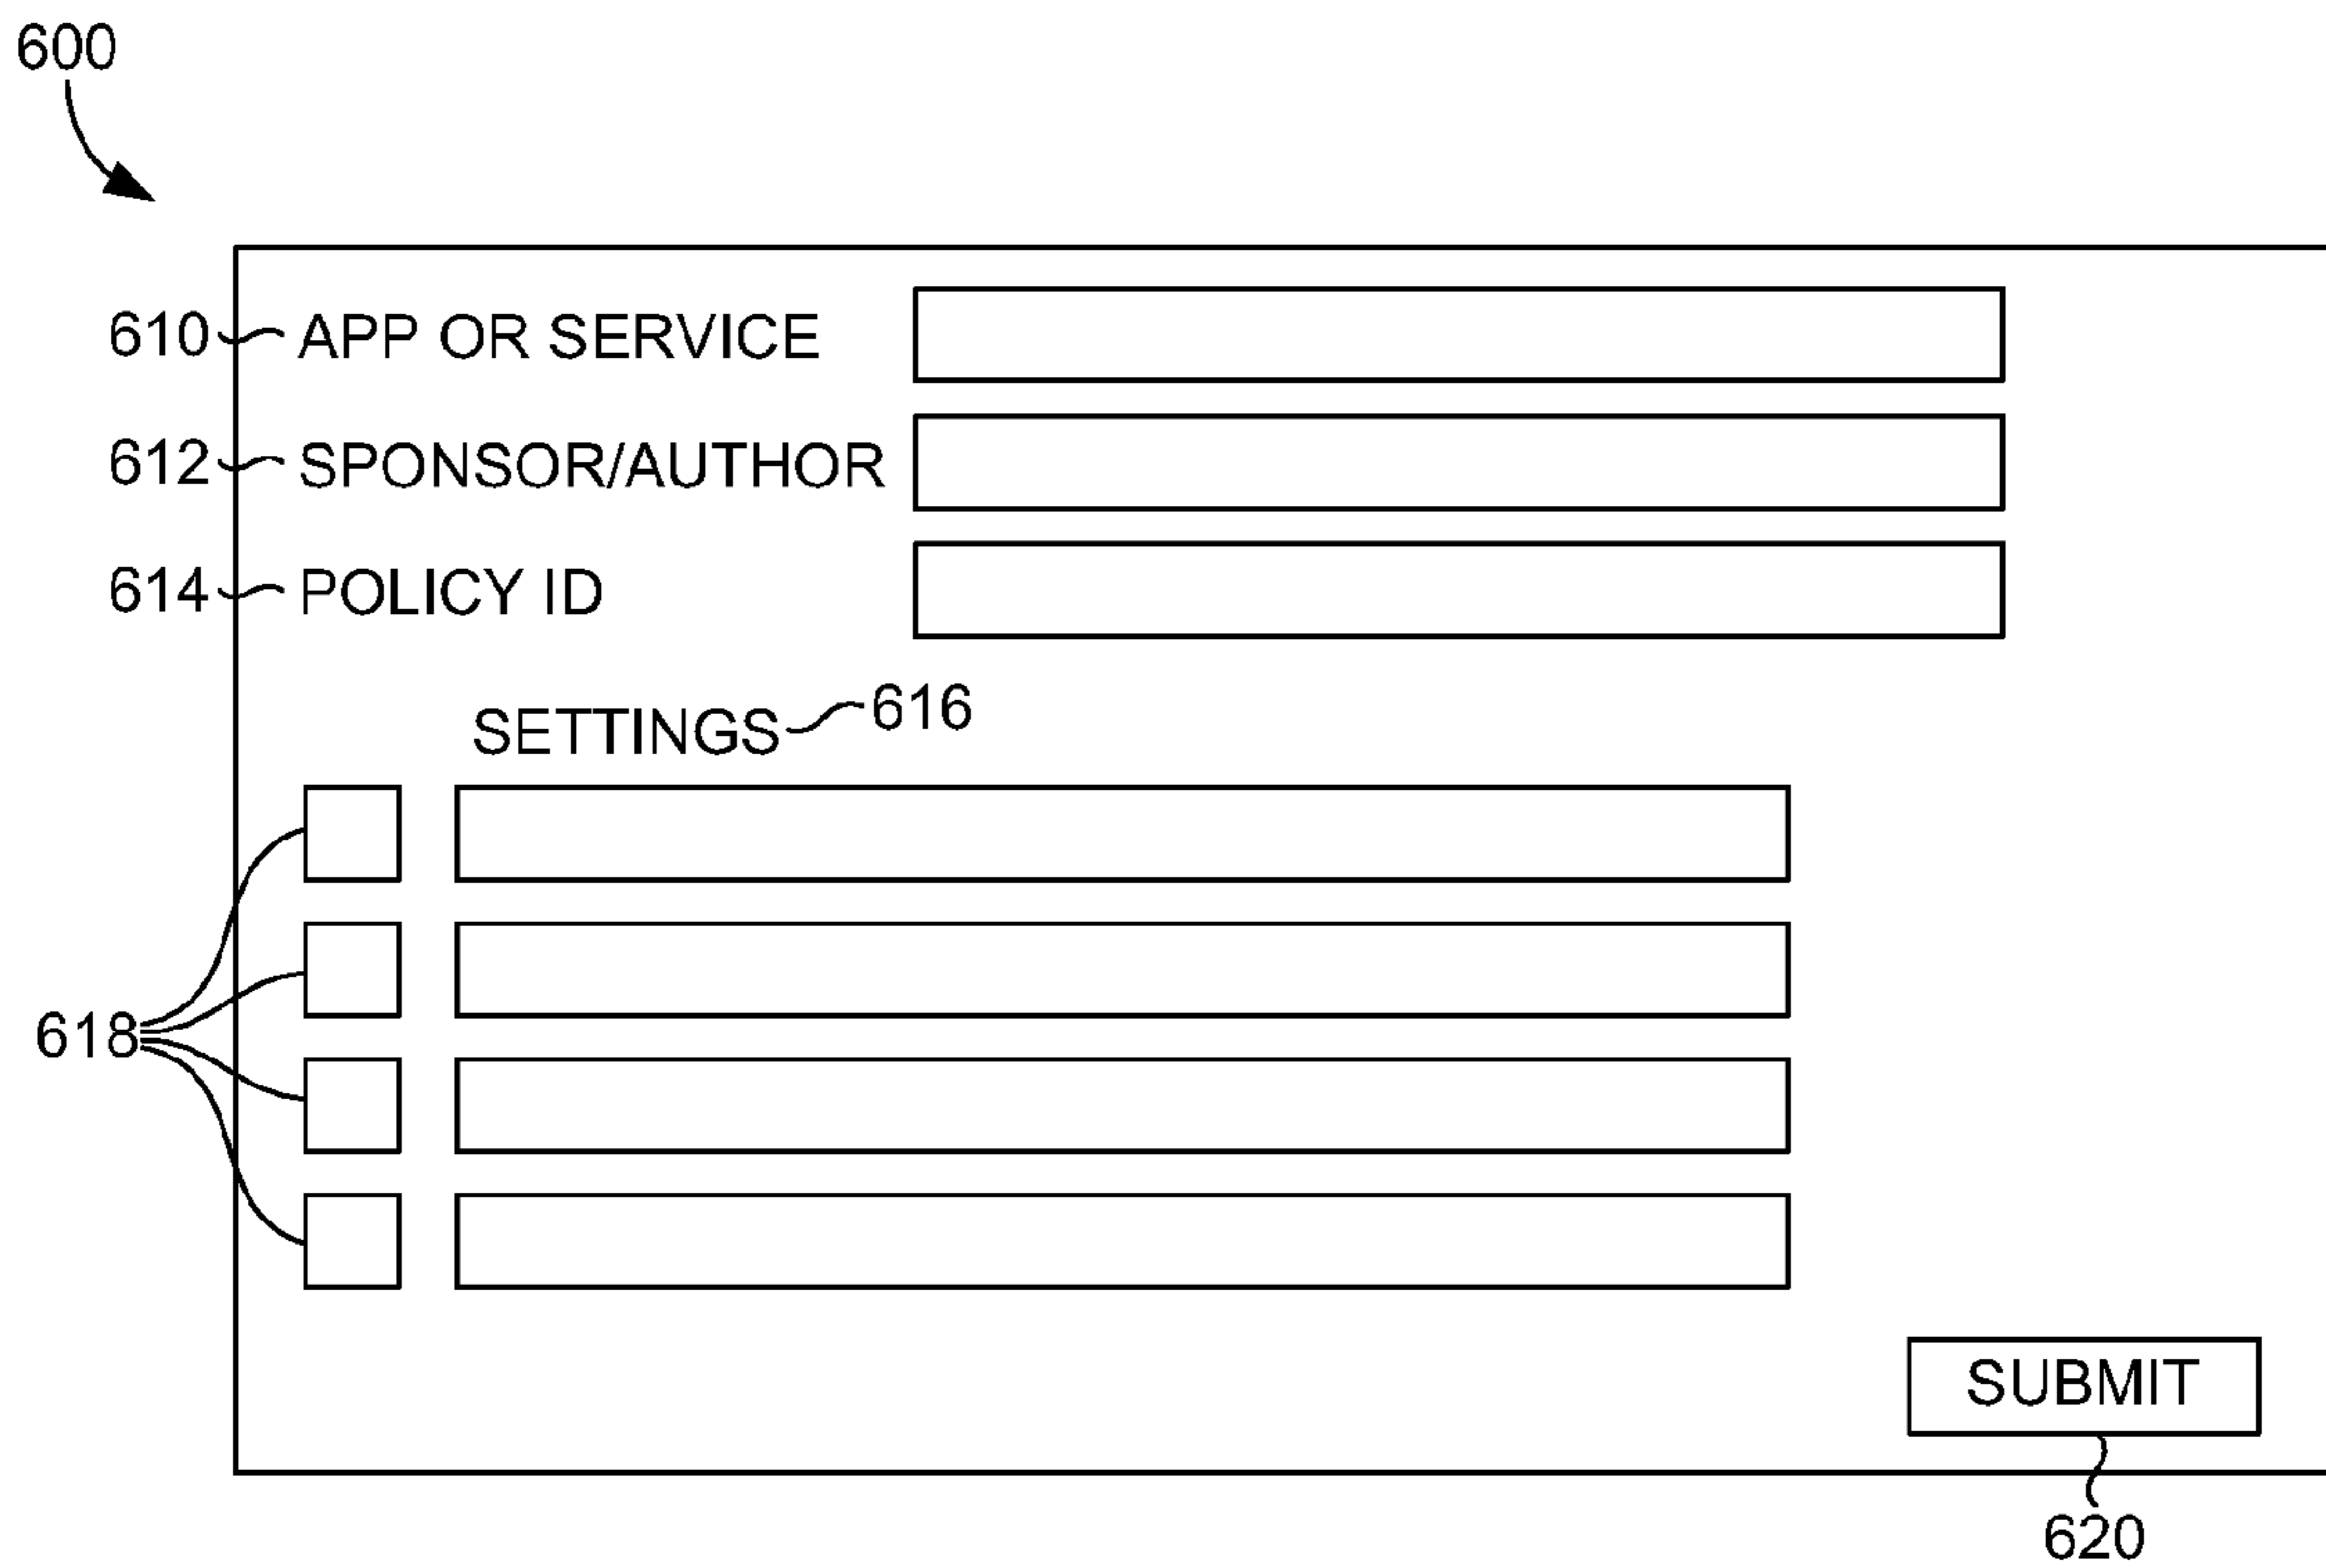 600
610 APP OR SERVICE
612 SPONSOR/AUTHOR
614 POLICY ID
SETTINGS 616
618
SUBMIT
620